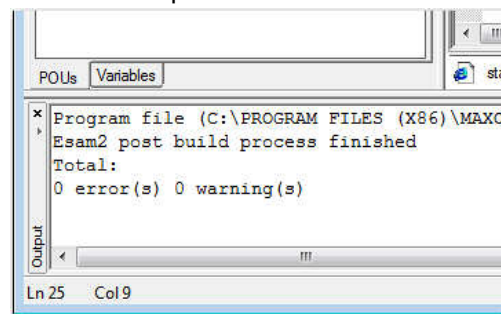 POUs Variables
Program file (C:\PROGRAM FILES (X86)\MAXC
Esam2 post build process finished
Total:
0 error(s) 0 warning(s)
Output
Ln 25 Col 9